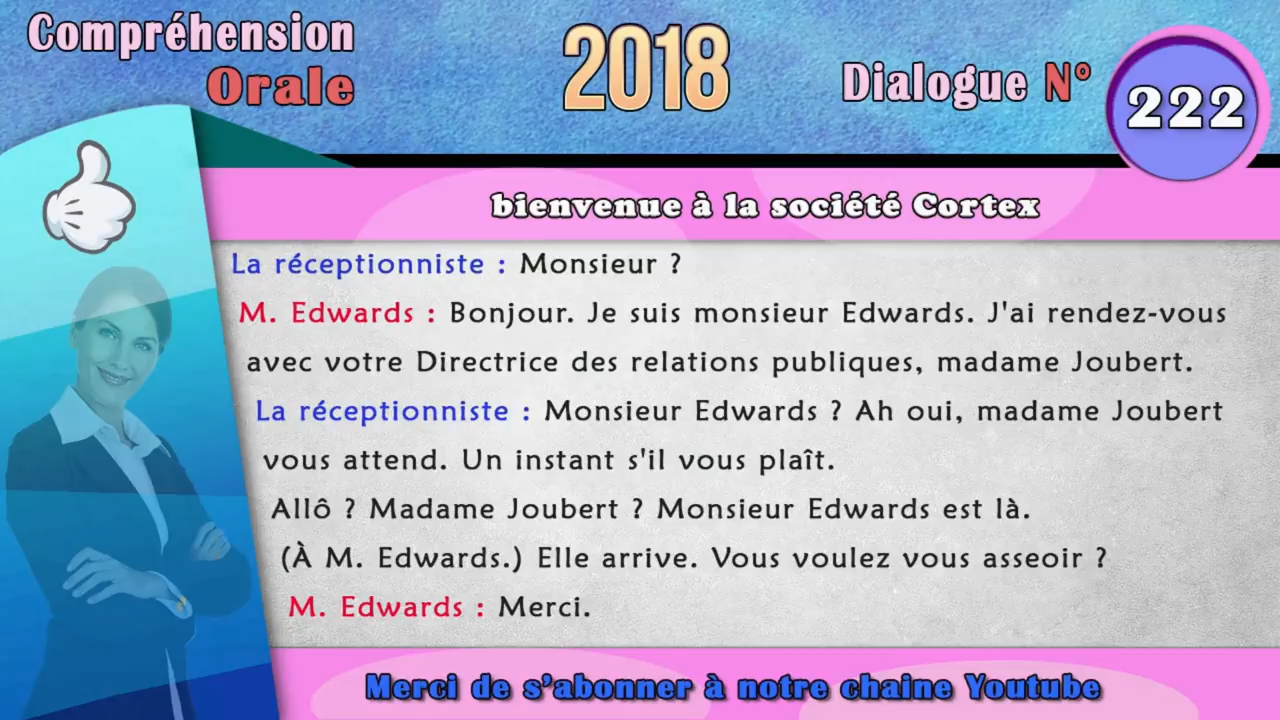 Compréhension
Orale
2018
Dialogue N° 222
bienvenue à la société Cortex
La réceptionniste : Monsieur ?
M. Edwards : Bonjour. Je suis monsieur Edwards. J'ai rendez-vous
avec votre Directrice des relations publiques, madame Joubert.
La réceptionniste : Monsieur Edwards ? Ah oui, madame Joubert
vous attend. Un instant s'il vous plaît.
Allô ? Madame Joubert ? Monsieur Edwards est là.
(À M. Edwards.) Elle arrive. Vous voulez vous asseoir ?
M. Edwards : Merci.
Merci de s'abonner à notre chaine Youtube